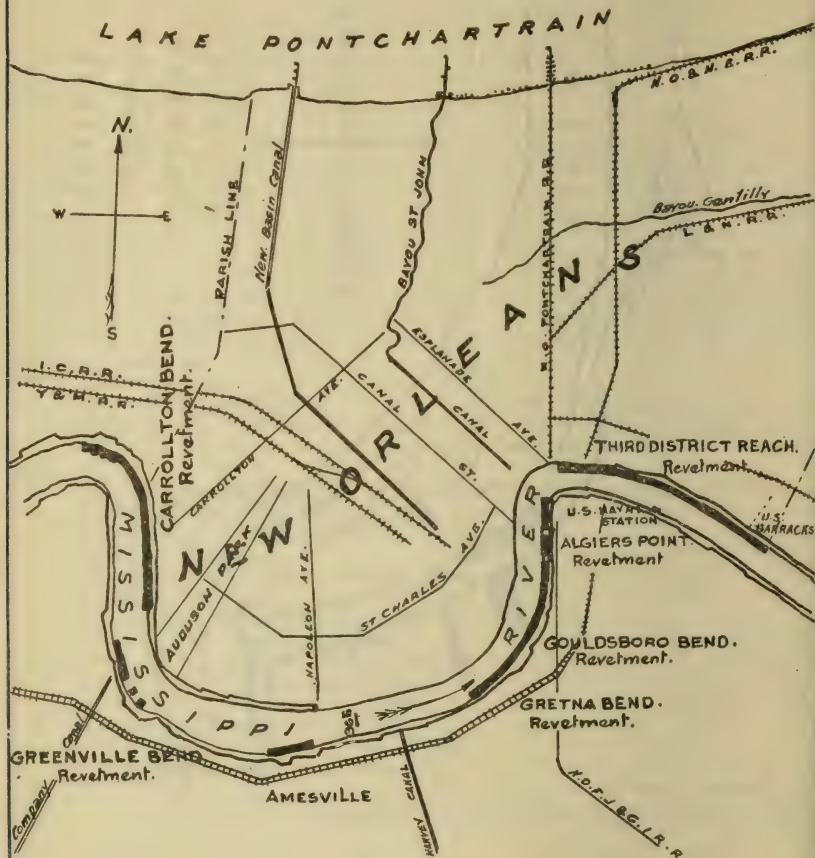 LAKE PONTCHARTRAIN
N.O. & N.E. R.R.
N.
W
E
S
PARISH LINE
New Basin Canal
BAYOU ST JOHN
N.O. PONTCHARTRAIN R.R.
Bayou Gentilly
L & N. R.R.
NEW ORLEANS
I.C. R.R.
Y & M. R.R.
CARROLLTON BEND.
Revetment.
CARROLLTON AVE.
CANAL ST.
CANAL
ESPLANADE AVE.
THIRD DISTRICT REACH.
Revetment
U.S. NAVAL
STATION
U.S.
BARRACKS
ALGIERS POINT.
Revetment
AUDUBON PARK
NAPOLEON AVE.
ST CHARLES AVE.
MISSISSIPPI RIVER
GOULDSBORO BEND.
Revetment.
GRETNA BEND.
Revetment.
GREENVILLE BEND
Revetment.
Company Canal
AMESVILLE
HARVEY CANAL
N.O. F. J & G. I. R.R